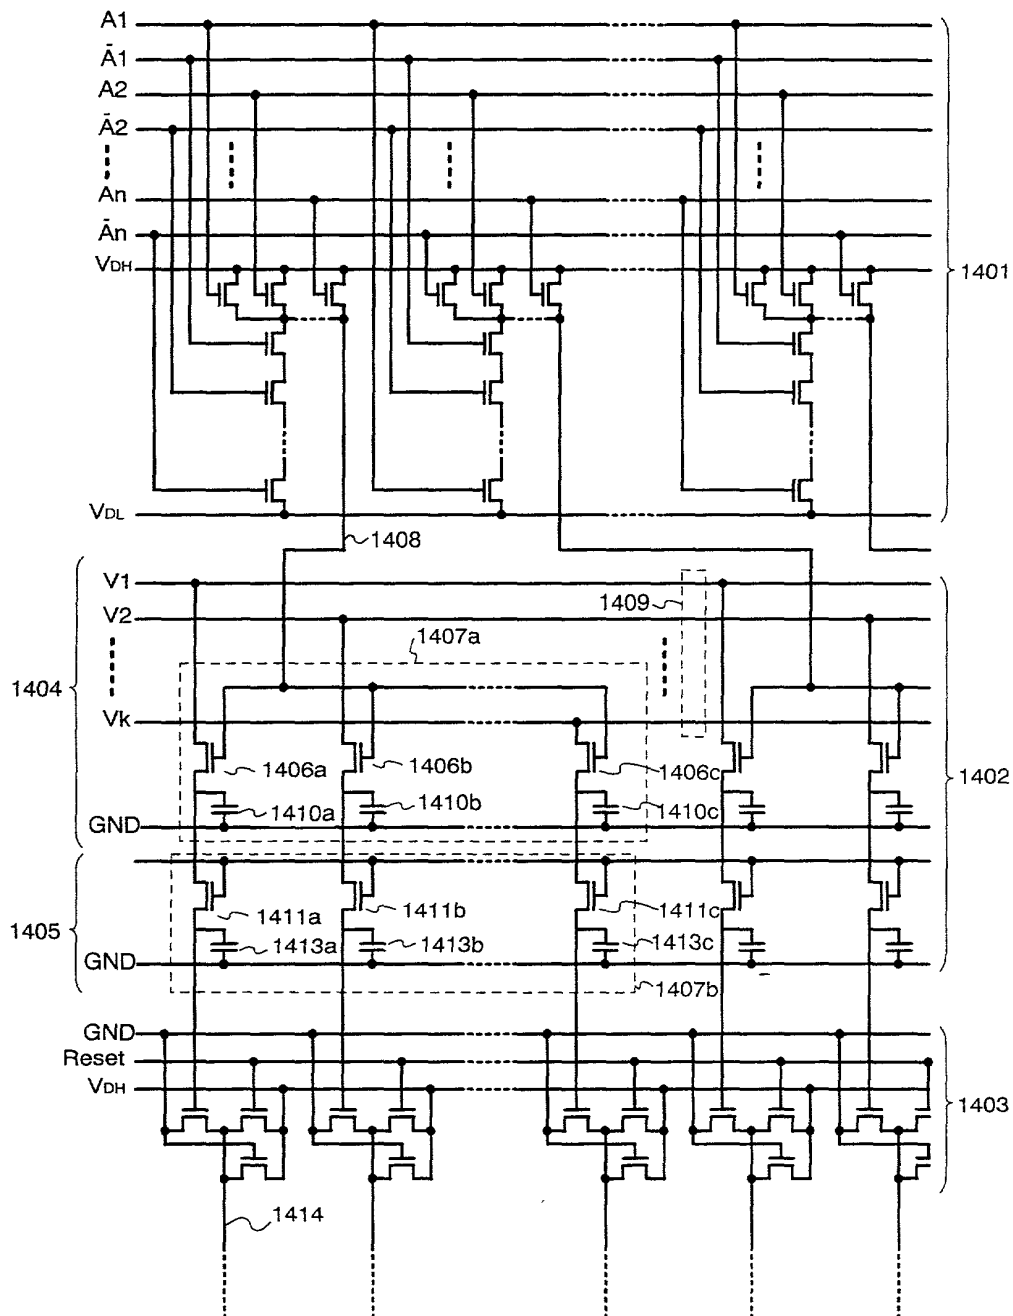 A1
Ā1
A2
Ā2
An
Ān
VDH
1401
VDL
1408
V1
1409
V2
1407a
1404
Vk
1406a
1406b
1406c
1402
1410a
1410b
1410c
GND
1411a
1411b
1411c
1405
1413a
1413b
1413c
GND
1407b
GND
Reset
VDH
1403
1414